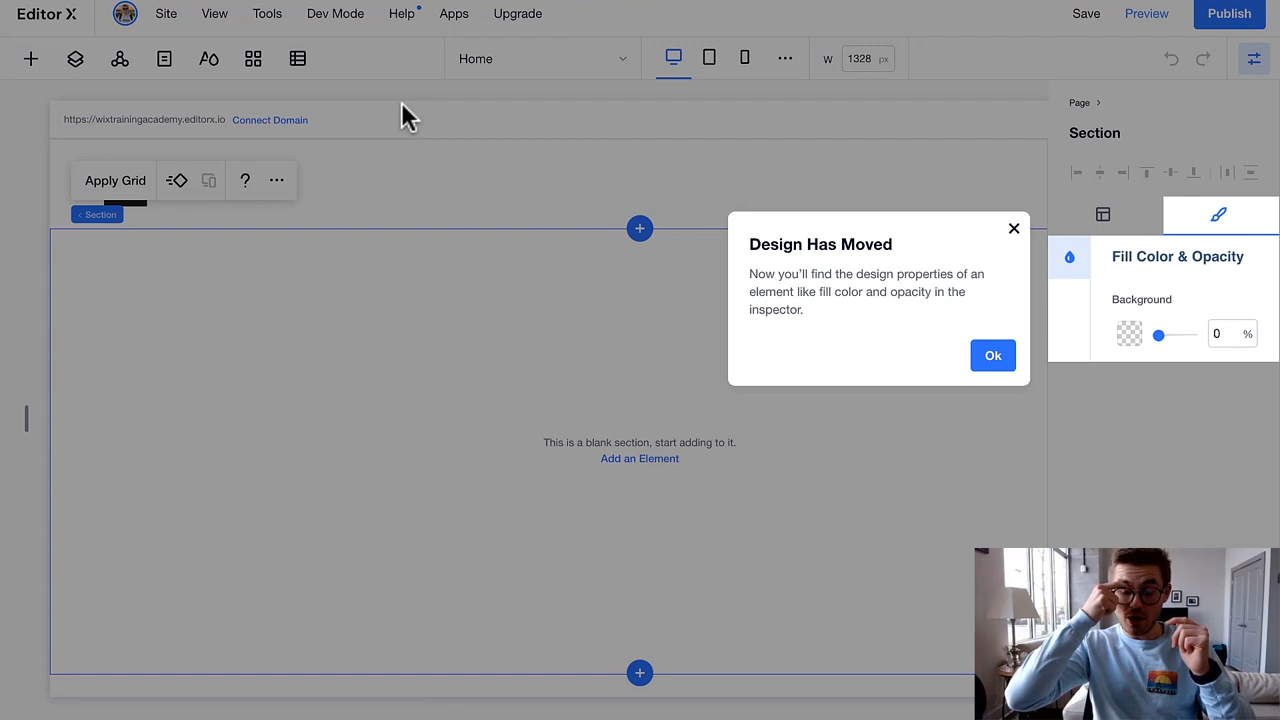 Editor X
Site
View
Tools
Dev Mode
Help
Apps
Upgrade
Save
Preview
Publish
Home
W
1328 px
https://wixtrainingacademy.editorx.io
Connect Domain
Page >
Section
Apply Grid
?
‹ Section
Design Has Moved
Now you'll find the design properties of an
element like fill color and opacity in the
inspector.
Ok
Fill Color & Opacity
Background
0 %
This is a blank section, start adding to it.
Add an Element